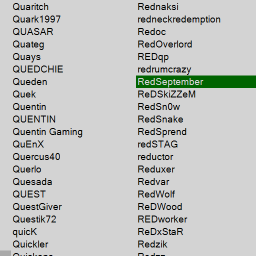 Quaritch
Quark1997
QUASAR
Quateg
Quays
QUEDCHIE
Queden
Quek
Quentin
QUENTIN
Quentin Gaming
QuEnX
Quercus40
Querlo
Quesada
QUEST
QuestGiver
Questik72
quicK
Quickler
Rednaksi
redneckredemption
Redoc
RedOverlord
REDqp
redrumcrazy
RedSeptember
ReDSkiZZeM
RedSn0w
RedSnake
RedSprend
redSTAG
reductor
Reduxer
Redvar
RedWolf
ReDWood
REDworker
ReDxStaR
Redzik